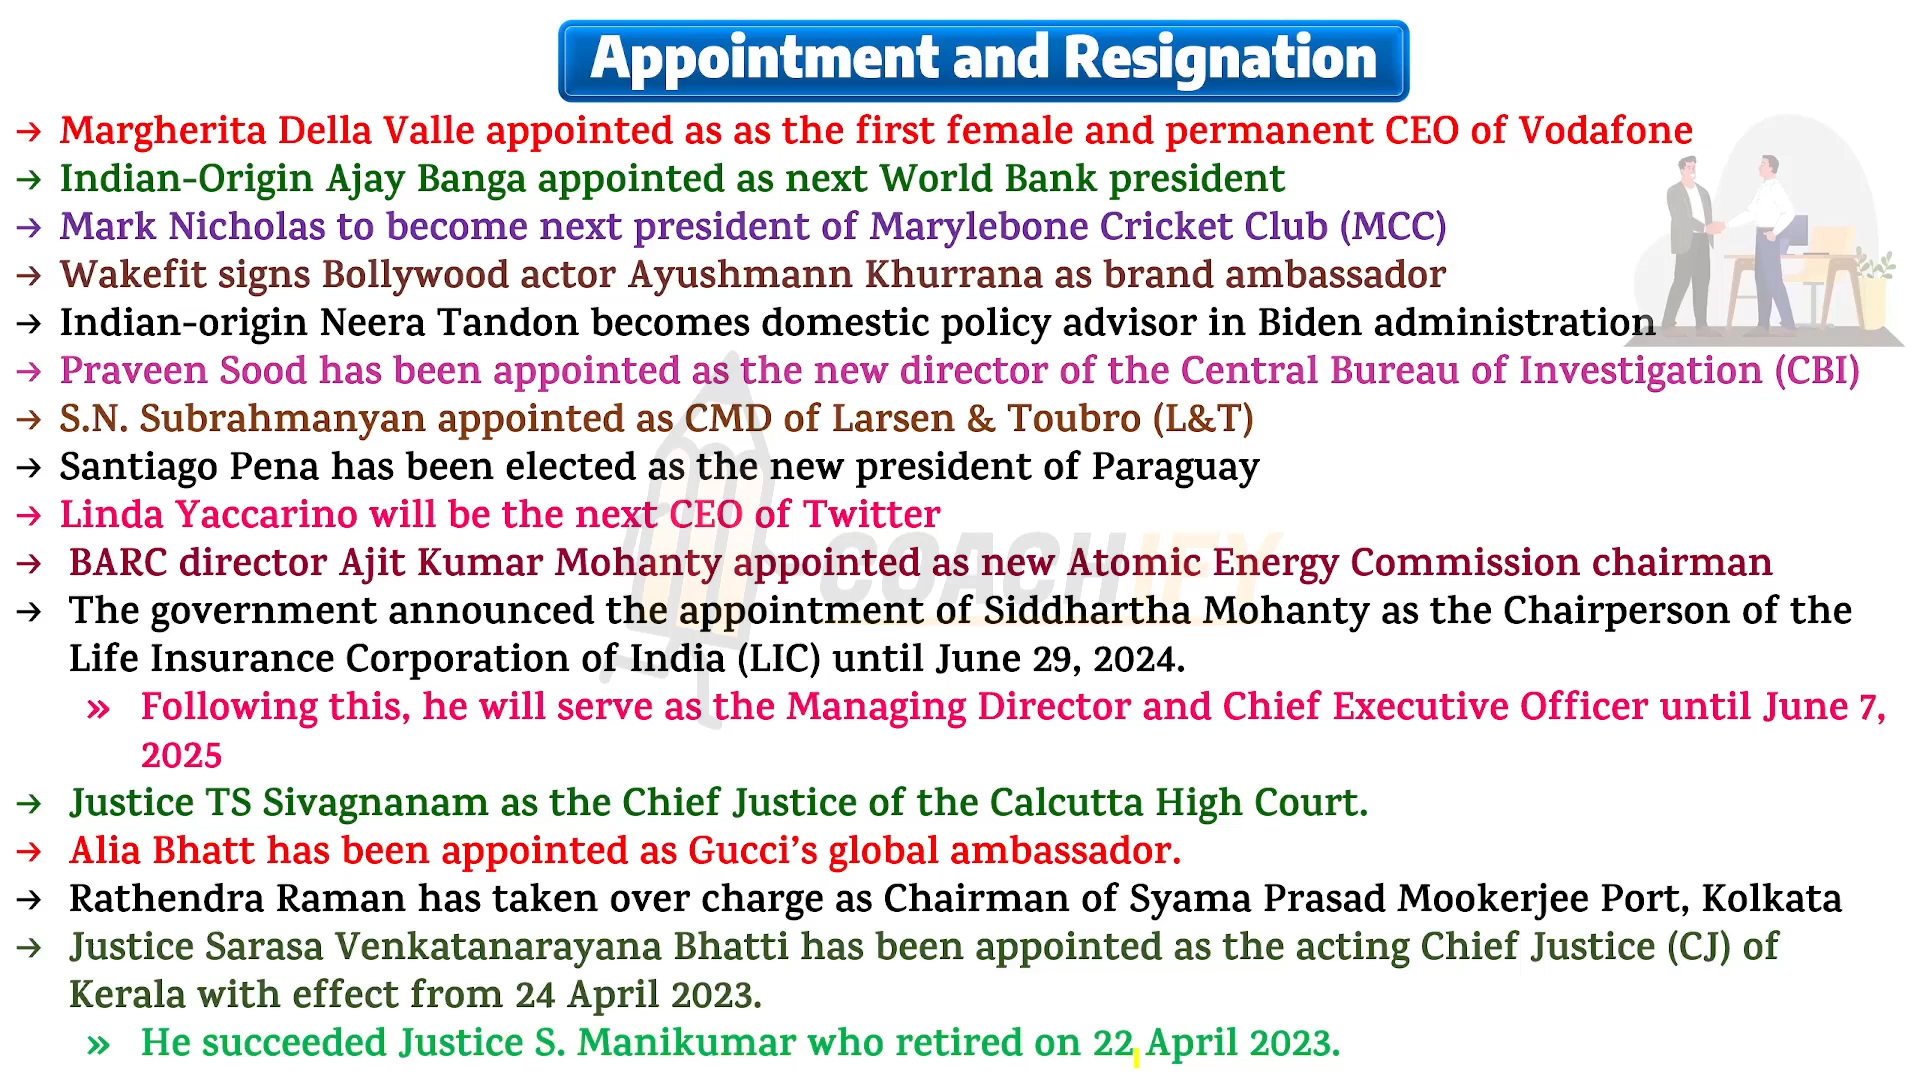 Appointment and Resignation
→ Margherita Della Valle appointed as as the first female and permanent CEO of Vodafone
→ Indian-Origin Ajay Banga appointed as next World Bank president
→ Mark Nicholas to become next president of Marylebone Cricket Club (MCC)
→ Wakefit signs Bollywood actor Ayushmann Khurrana as brand ambassador
→ Indian-origin Neera Tandon becomes domestic policy advisor in Biden administration
→ Praveen Sood has been appointed as the new director of the Central Bureau of Investigation (CBI)
→ S.N. Subrahmanyan appointed as CMD of Larsen & Toubro (L&T)
→ Santiago Pena has been elected as the new president of Paraguay
→ Linda Yaccarino will be the next CEO of Twitter
→ BARC director Ajit Kumar Mohanty appointed as new Atomic Energy Commission chairman
→ The government announced the appointment of Siddhartha Mohanty as the Chairperson of the
Life Insurance Corporation of India (LIC) until June 29, 2024.
» Following this, he will serve as the Managing Director and Chief Executive Officer until June 7,
2025
→ Justice TS Sivagnanam as the Chief Justice of the Calcutta High Court.
→ Alia Bhatt has been appointed as Gucci’s global ambassador.
→ Rathendra Raman has taken over charge as Chairman of Syama Prasad Mookerjee Port, Kolkata
→ Justice Sarasa Venkatanarayana Bhatti has been appointed as the acting Chief Justice (CJ) of
Kerala with effect from 24 April 2023.
» He succeeded Justice S. Manikumar who retired on 22 April 2023.
COACHIFY